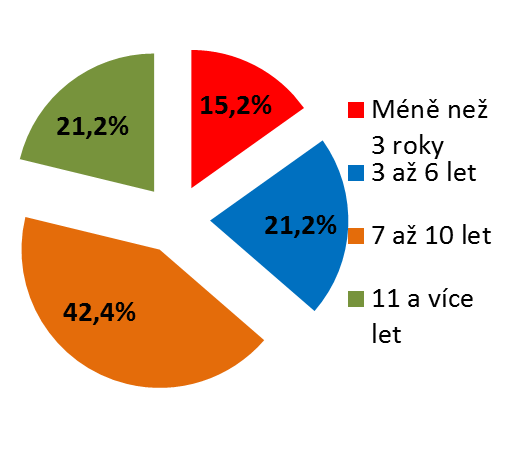 15,2%
21,2%
42,4%
21,2%
Méně než
3 roky
3 až 6 let
7 až 10 let
11 a více
let